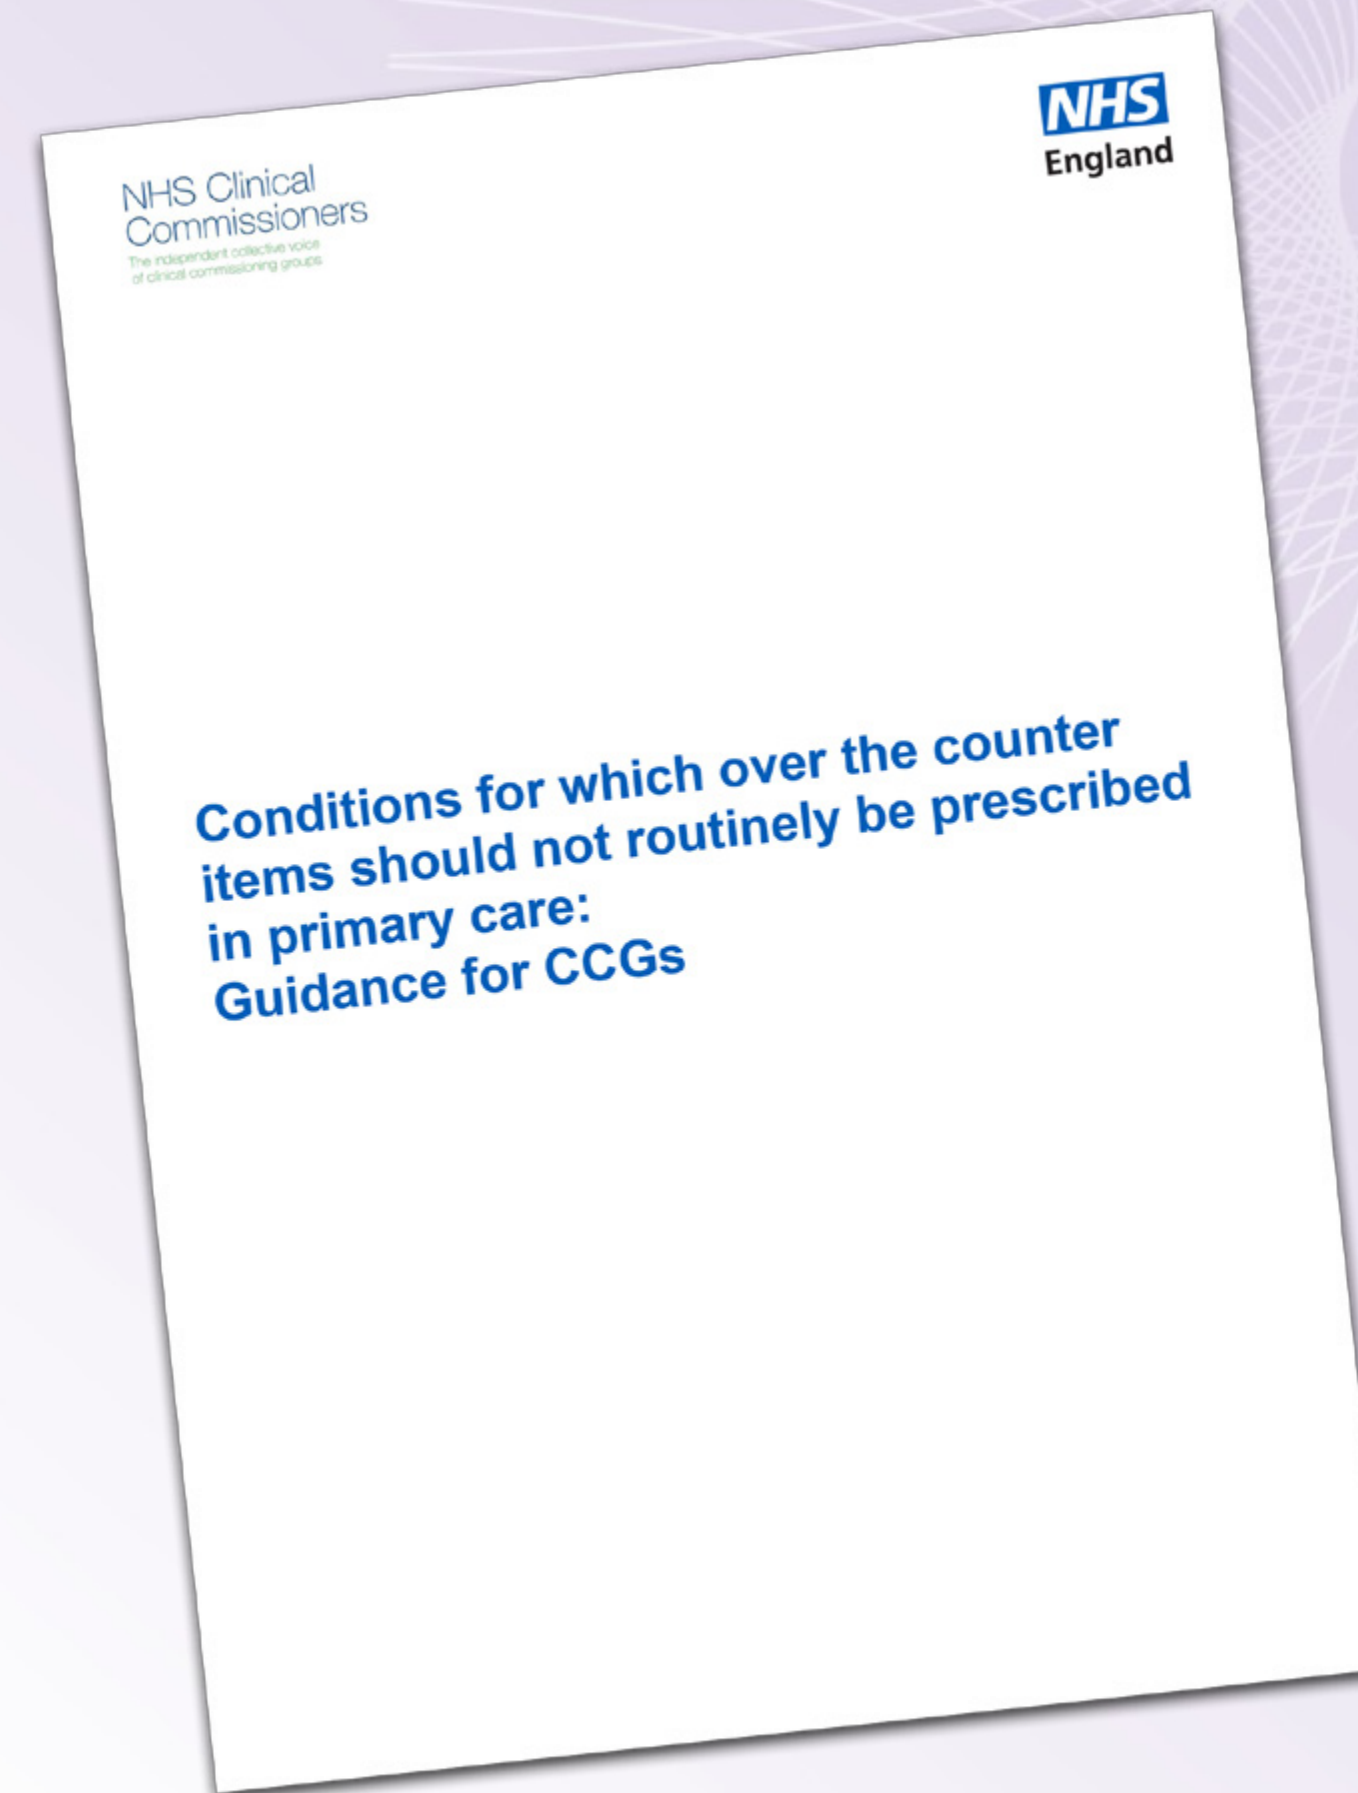 NHS Clinical
Commissioners
The independent collective voice
of clinical commissioning groups
NHS
England
Conditions for which over the counter
items should not routinely be prescribed
in primary care:
Guidance for CCGs